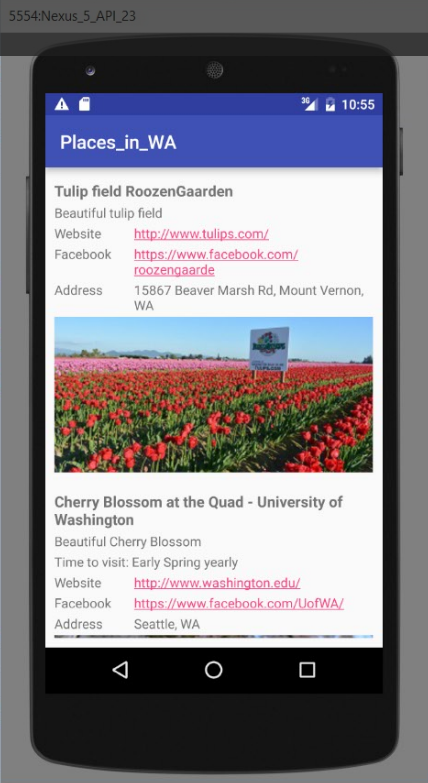 5554:Nexus_5_API_23
3G 10:55
Places_in_WA
Tulip field RoozenGaarden
Beautiful tulip field
Website http://www.tulips.com/
Facebook https://www.facebook.com/
roozengaarde
Address 15867 Beaver Marsh Rd, Mount Vernon,
WA
Cherry Blossom at the Quad - University of
Washington
Beautiful Cherry Blossom
Time to visit: Early Spring yearly
Website http://www.washington.edu/
Facebook https://www.facebook.com/UofWA/
Address Seattle, WA